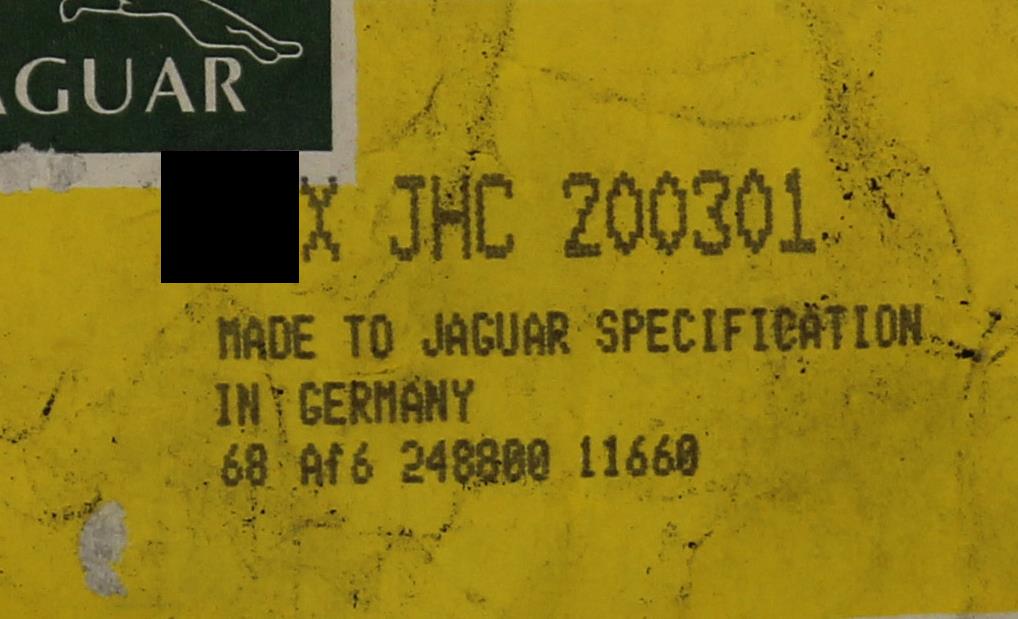 AGUAR
X JHC 200301
MADE TO JAGUAR SPECIFICATION
IN GERMANY
68 Af6 248800 11660